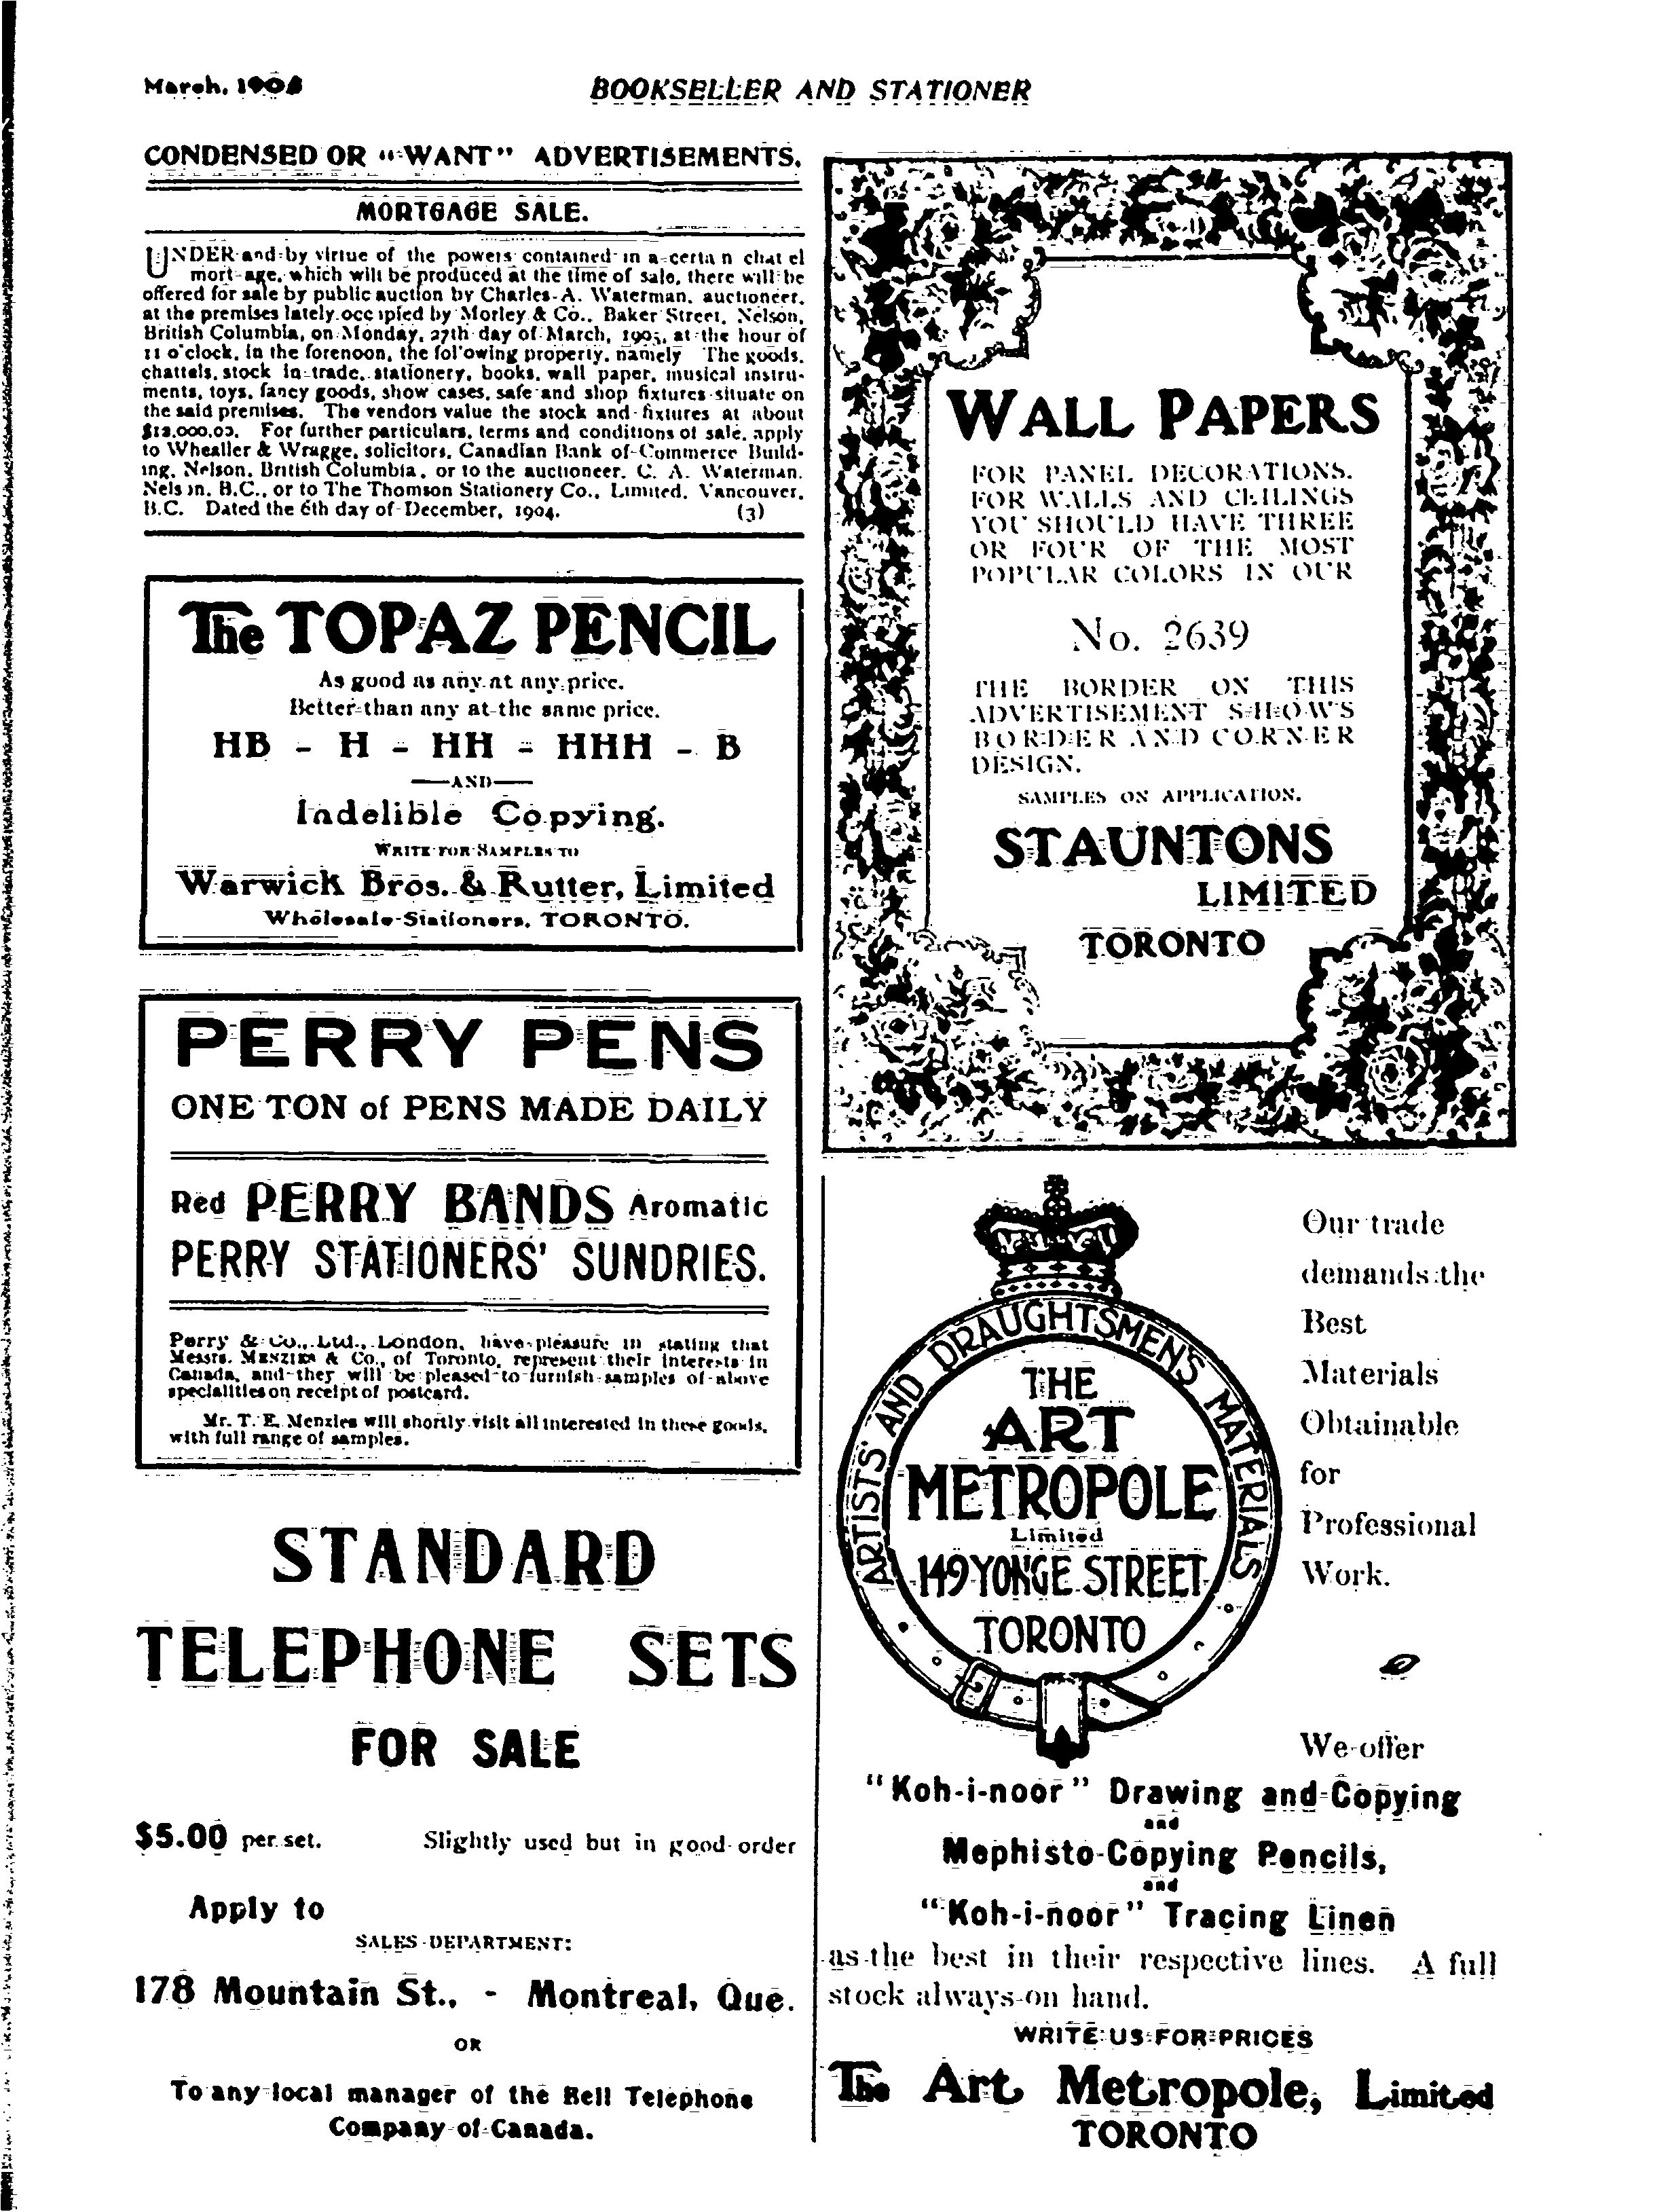 March, 1905
BOOKSELLER AND STATIONER
CONDENSED OR "WANT" ADVERTISEMENTS.
MORTGAGE SALE.
UNDER and by virtue of the powers contained in a certa n chat el
mort age, which will be produced at the time of sale, there will be
offered for sale by public auction by Charles A. Waterman, auctioneer,
at the premises lately occ ipied by Morley & Co., Baker Street, Nelson,
British Columbia, on Monday, 27th day of March, 1905, at the hour of
11 o'clock, in the forenoon, the fol'owing property, namely The goods,
chattels, stock in trade, stationery, books, wall paper, musical instru-
ments, toys, fancy goods, show cases, safe and shop fixtures situate on
the said premises. The vendors value the stock and fixtures at about
$12,000.00. For further particulars, terms and conditions of sale, apply
to Whealler & Wragge, solicitors, Canadian Bank of Commerce Build-
ing, Nelson, British Columbia, or to the auctioneer, C. A. Waterman,
Nels n, B.C., or to The Thomson Stationery Co., Limited, Vancouver,
B.C. Dated the 6th day of December, 1904. (3)
The TOPAZ PENCIL
As good as any at any price.
Better than any at the same price.
HB - H - HH - HHH - B
—AND—
Indelible Copying.
WRITE FOR SAMPLES TO
Warwick Bros. & Rutter, Limited
Wholesale Stationers, TORONTO.
PERRY PENS
ONE TON of PENS MADE DAILY
Red PERRY BANDS Aromatic
PERRY STATIONERS' SUNDRIES.
Perry & Co., Ltd., London, have pleasure in stating that
Messrs. MENZIES & Co., of Toronto, represent their interests in
Canada, and they will be pleased to furnish samples of above
specialities on receipt of postcard.
Mr. T. E. Menzies will shortly visit all interested in these goods,
with full range of samples.
STANDARD
TELEPHONE SETS
FOR SALE
$5.00 per set. Slightly used but in good order
Apply to
SALES DEPARTMENT:
178 Mountain St., - Montreal, Que.
OR
To any local manager of the Bell Telephone
Company of Canada.
WALL PAPERS
FOR PANEL DECORATIONS.
FOR WALLS AND CEILINGS
YOU SHOULD HAVE THREE
OR FOUR OF THE MOST
POPULAR COLORS IN OUR
No. 2639
THE BORDER ON THIS
ADVERTISEMENT SHOWS
BORDER AND CORNER
DESIGN.
SAMPLES ON APPLICATION.
STAUNTONS
LIMITED
TORONTO
ARTISTS' AND DRAUGHTSMEN'S MATERIALS &
THE
ART
METROPOLE
Limited
149 YONGE STREET
TORONTO
Our trade
demands the
Best
Materials
Obtainable
for
Professional
Work.
We offer
"Koh-i-noor" Drawing and Copying
and
Mephisto Copying Pencils,
and
"Koh-i-noor" Tracing Linen
as the best in their respective lines. A full
stock always on hand.
WRITE US FOR PRICES
The Art Metropole, Limited
TORONTO